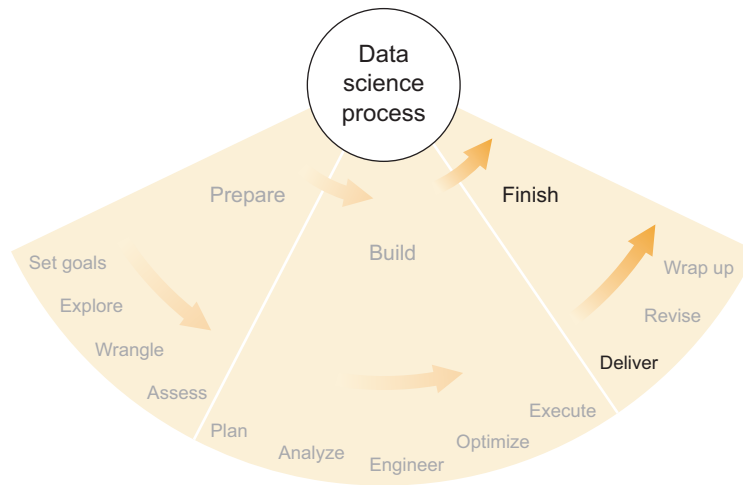 Data
science
process
Prepare
Finish
Build
Set goals
Explore
Wrangle
Assess
Plan
Analyze
Engineer
Optimize
Execute
Deliver
Revise
Wrap up